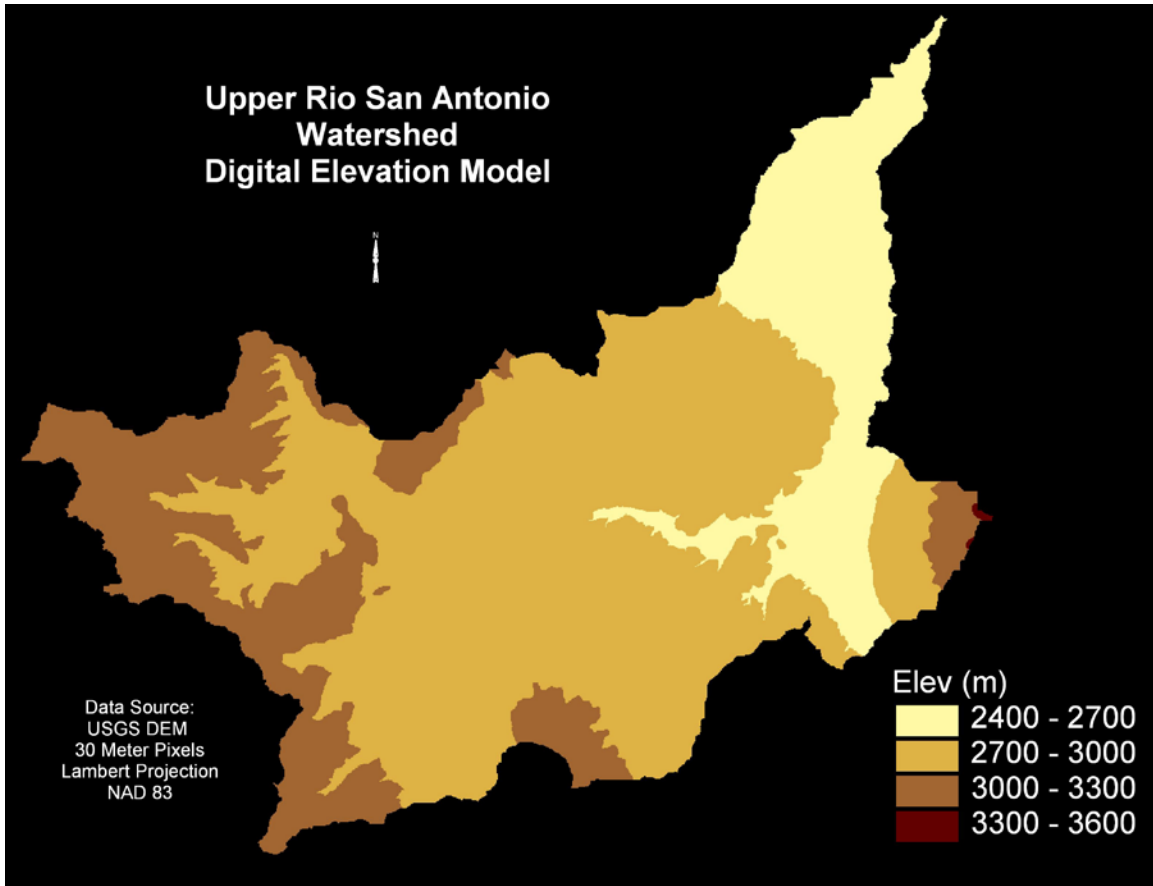 Upper Rio San Antonio
Watershed
Digital Elevation Model
N
Data Source:
USGS DEM
30 Meter Pixels
Lambert Projection
NAD 83
Elev (m)
2400 - 2700
2700 - 3000
3000 - 3300
3300 - 3600